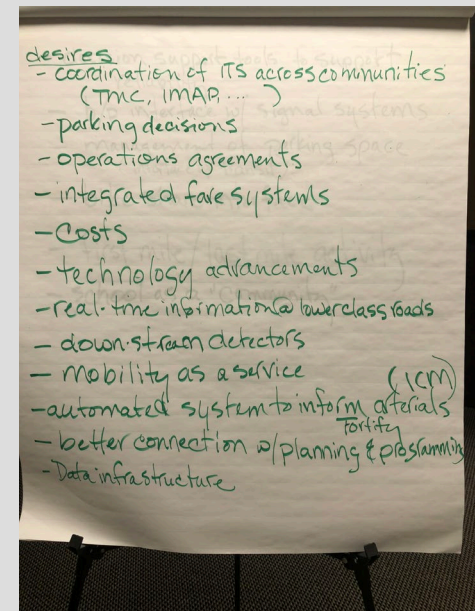 desires
- coordination of ITS across communities
(TMC, IMAP, ... )
- parking decisions
- operations agreements
- integrated fare systems
- Costs
- technology advancements
- real-time information @ lower class roads
- down-stream detectors
- mobility as a service (ICM)
- automated system to inform arterials
Fortify
- better connection w/ planning & programming
- Data infrastructure